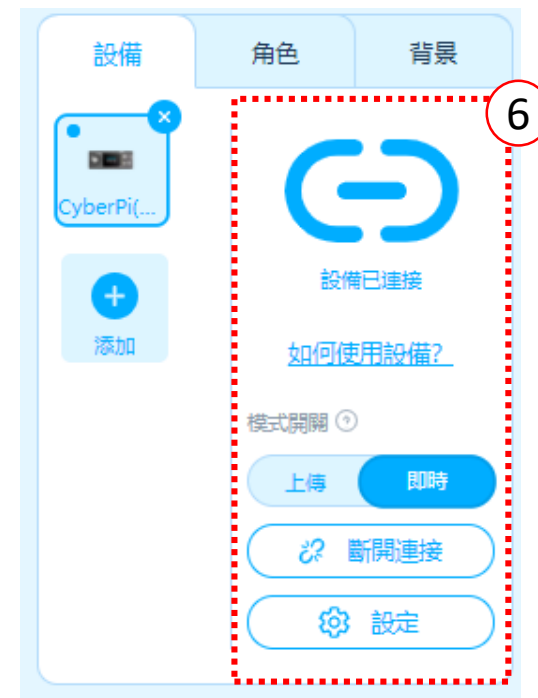 設備 角色 背景
6
CyberPi(...
設備已連接
添加
如何使用設備?
模式開關 ?
上傳 即時
斷開連接
設定